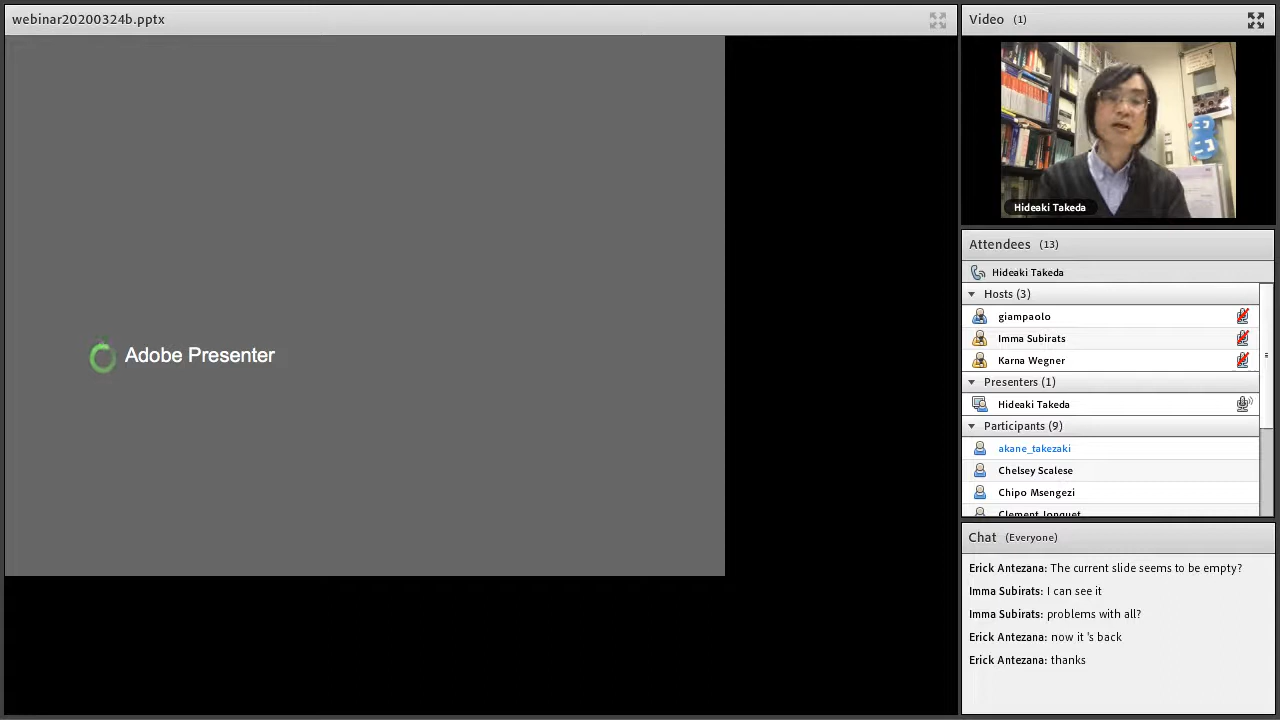 webinar20200324b.pptx
Adobe Presenter
Video (1)
Hideaki Takeda
Attendees (13)
Hideaki Takeda
Hosts (3)
giampaolo
Imma Subirats
Karna Wegner
Presenters (1)
Hideaki Takeda
Participants (9)
akane_takezaki
Chelsey Scalese
Chipo Msengezi
Clement Jonquet
Chat (Everyone)
Erick Antezana: The current slide seems to be empty?
Imma Subirats: I can see it
Imma Subirats: problems with all?
Erick Antezana: now it 's back
Erick Antezana: thanks